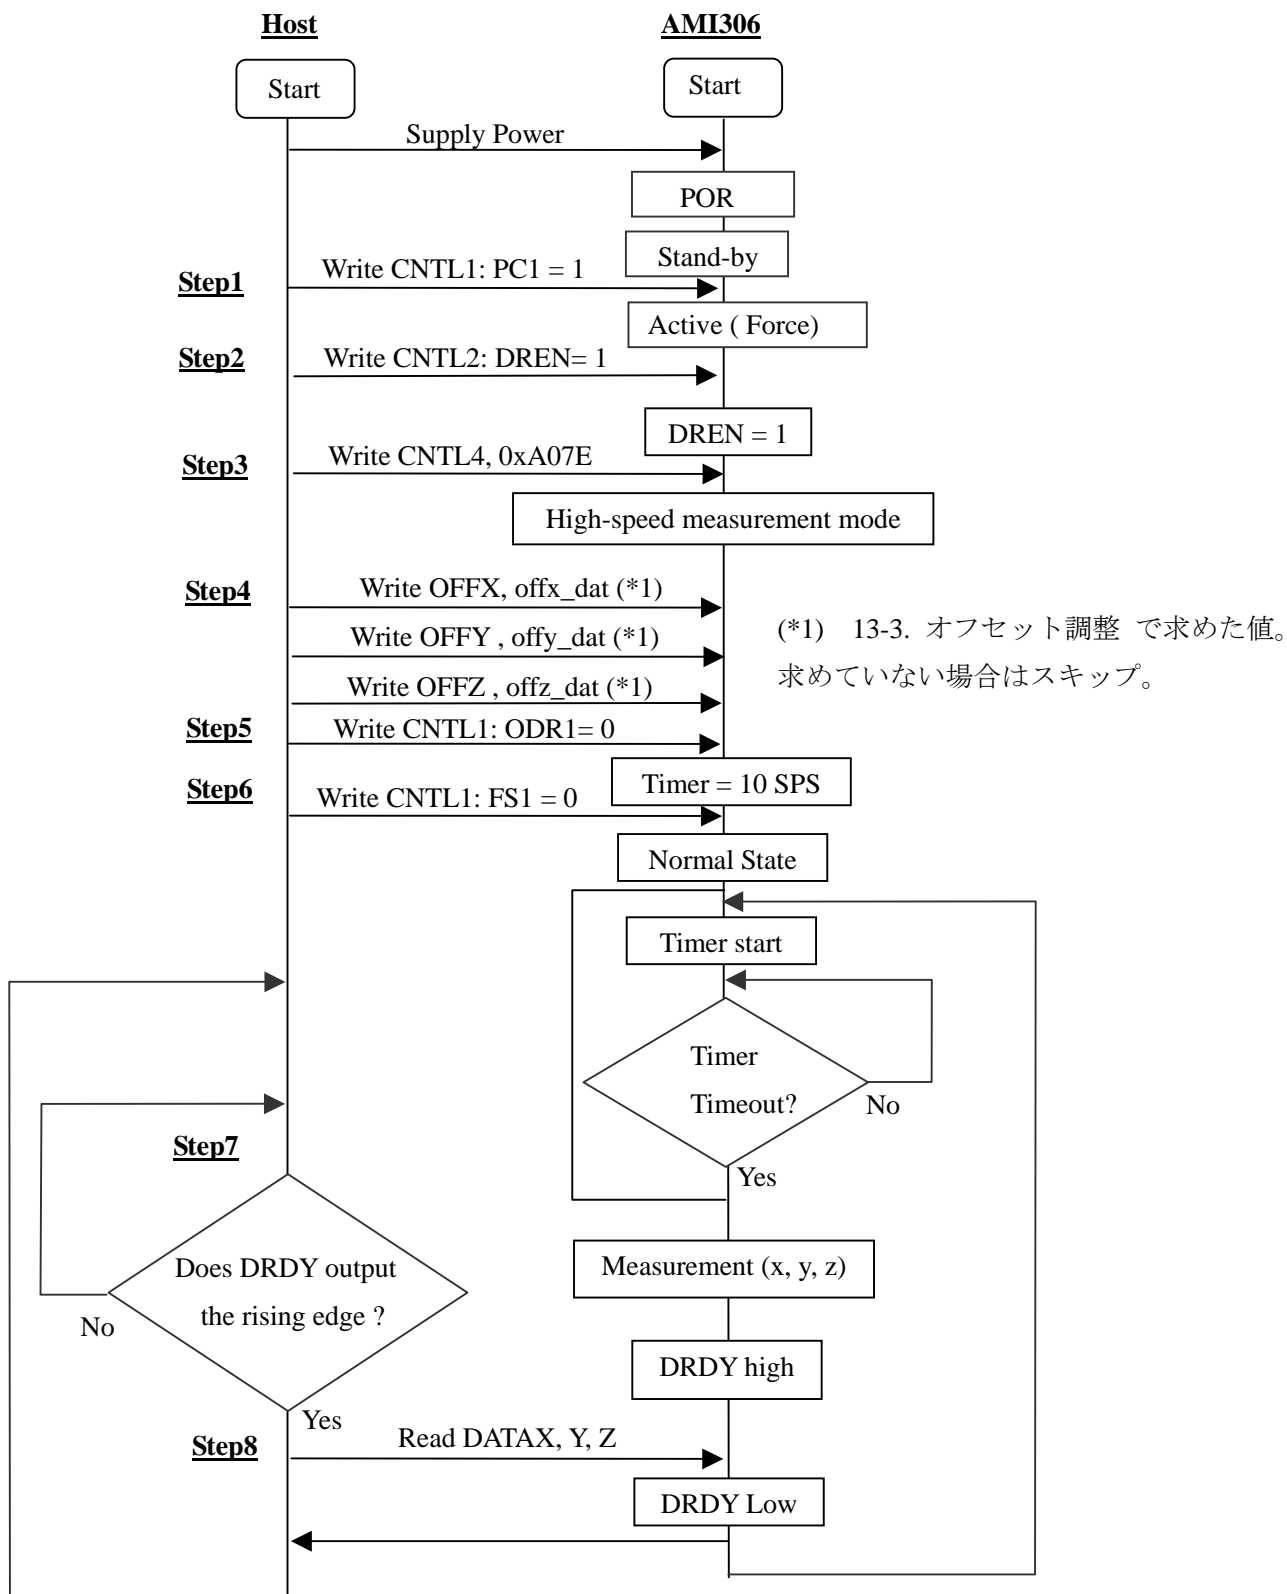 Host
AMI306
Start
Start
Supply Power
POR
Stand-by
Step1
Write CNTL1: PC1 = 1
Active ( Force)
Step2
Write CNTL2: DREN= 1
DREN = 1
Step3
Write CNTL4, 0xA07E
High-speed measurement mode
Step4
Write OFFX, offx_dat (*1)
(*1) 13-3. オフセット調整 で求めた値。
求めていない場合はスキップ。
Write OFFY , offy_dat (*1)
Write OFFZ , offz_dat (*1)
Step5
Write CNTL1: ODR1= 0
Timer = 10 SPS
Step6
Write CNTL1: FS1 = 0
Normal State
Timer start
Timer
Timeout?
No
Yes
Step7
Does DRDY output
the rising edge ?
No
Yes
Measurement (x, y, z)
DRDY high
Step8
Read DATAX, Y, Z
DRDY Low